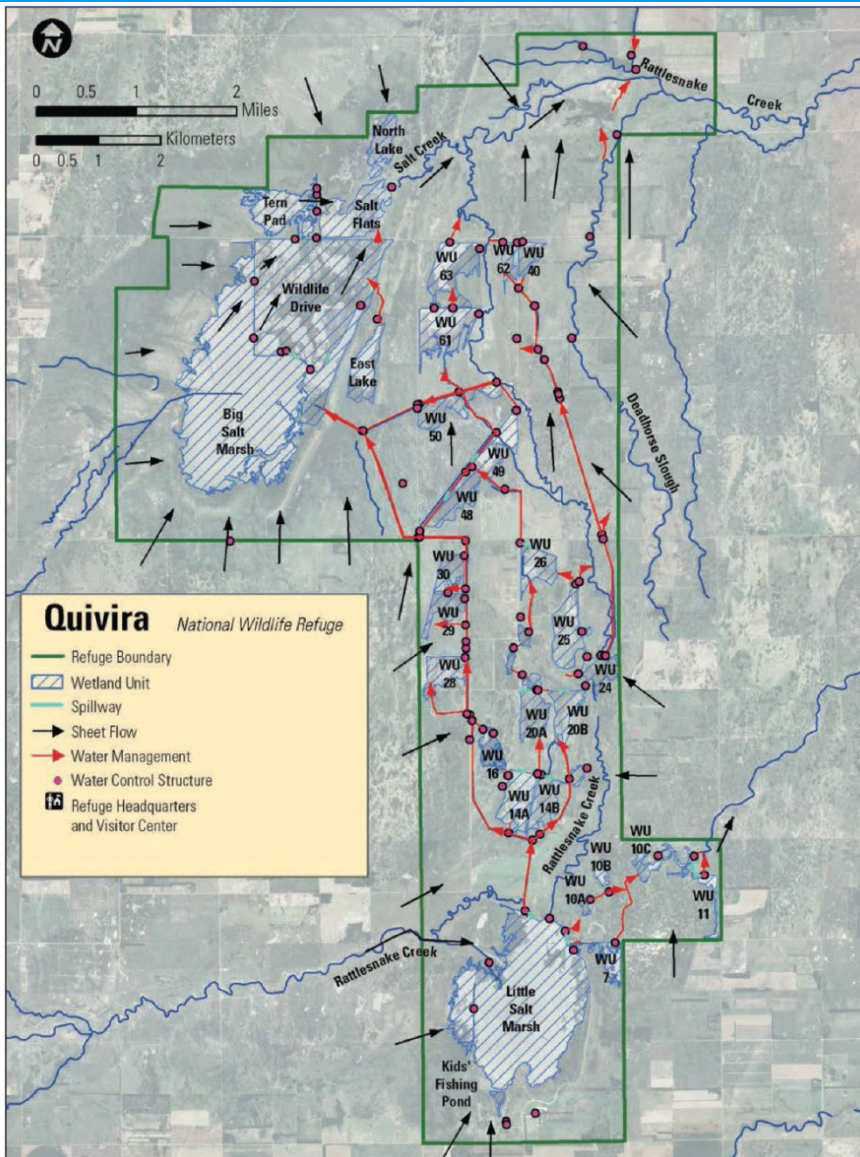 N
0 0.5 1 2
Miles
Kilometers
0 0.5 1 2
Rattlesnake
Creek
North
Lake
Salt Creek
Tern
Pad
Salt
Flats
WU
63
WU
62
WU
40
Wildlife
Drive
WU
61
East
Lake
Big
Salt
Marsh
WU
50
Deadhorse Slough
WU
49
WU
48
WU
26
WU
30
WU
29
WU
25
WU
28
WU
24
WU
20A
WU
20B
WU
16
WU
14A
WU
14B
Rattlesnake Creek
WU
10C
WU
10B
WU
10A
WU
11
WU
7
Rattlesnake Creek
Little
Salt
Marsh
Kids'
Fishing
Pond
Quivira National Wildlife Refuge
Refuge Boundary
Wetland Unit
Spillway
Sheet Flow
Water Management
Water Control Structure
Refuge Headquarters
and Visitor Center